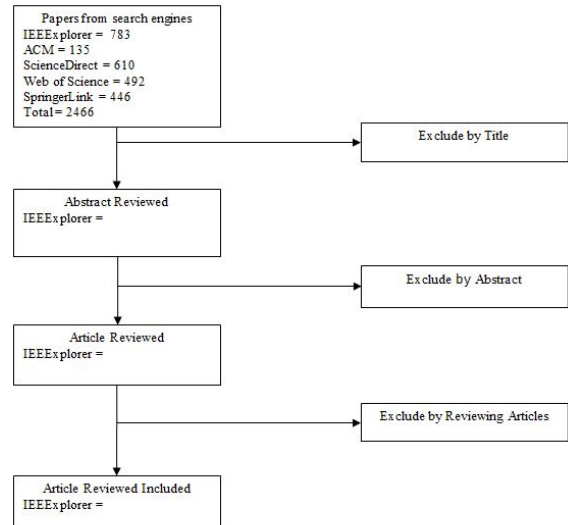 Papers from search engines
IEEExplorer = 783
ACM = 135
ScienceDirect = 610
Web of Science = 492
SpringerLink = 446
Total= 2466
Exclude by Title
Abstract Reviewed
IEEExplorer =
Exclude by Abstract
Article Reviewed
IEEExplorer =
Exclude by Reviewing Articles
Article Reviewed Included
IEEExplorer =